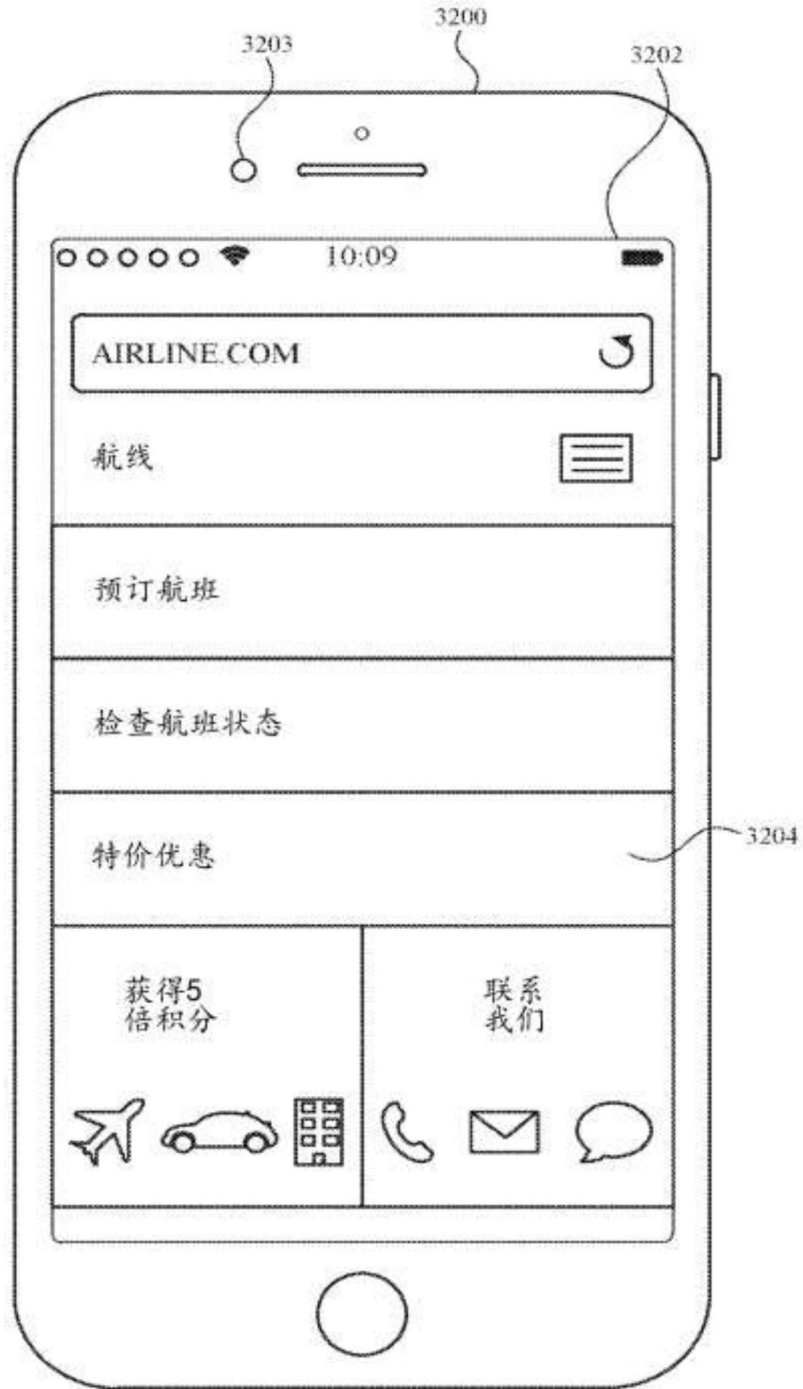 3200
3203
3202
10:09
AIRLINE.COM
航线
预订航班
检查航班状态
特价优惠
3204
获得5
倍积分
联系
我们